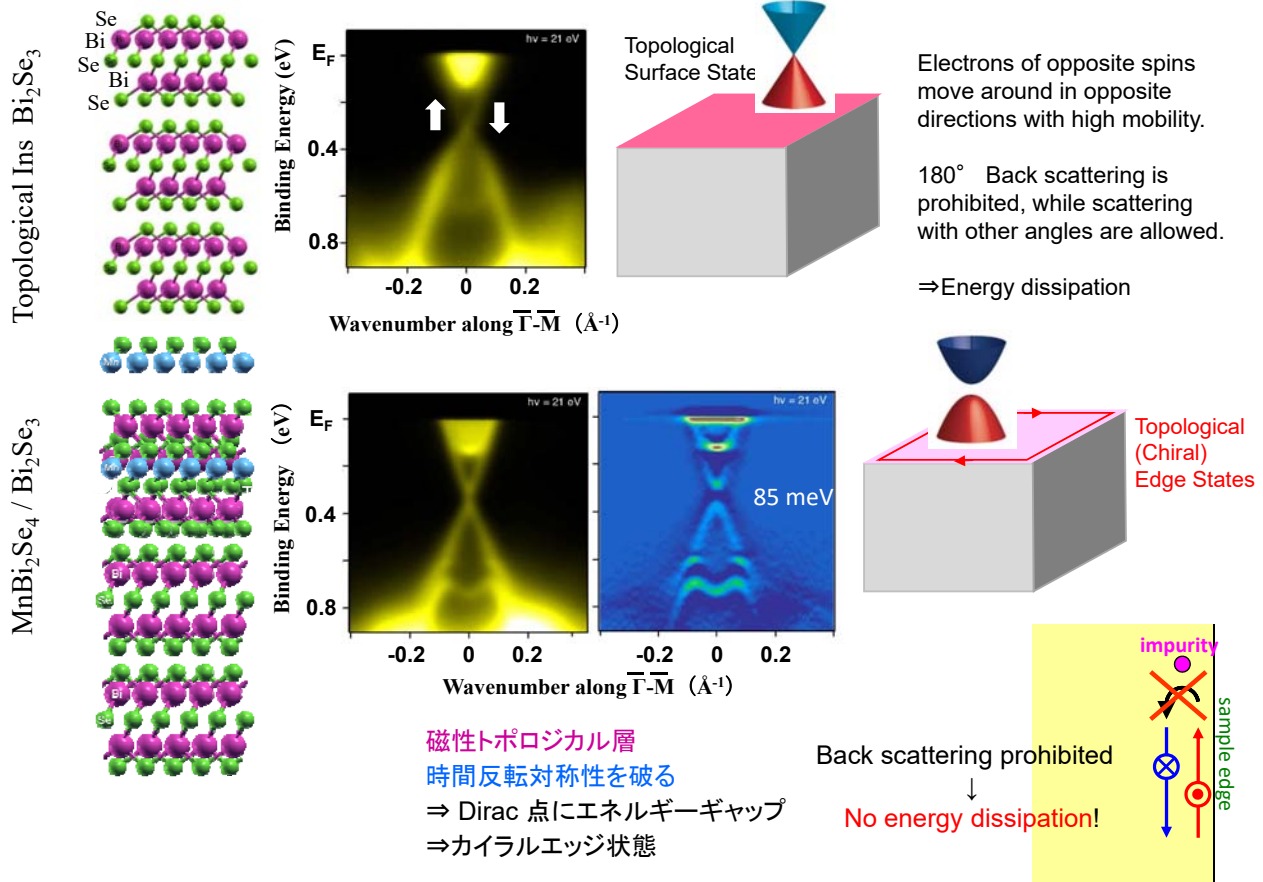 Topological Ins Bi₂Se₃
Se
Bi
Se
Bi
Se
hν = 21 eV
E_F
0.4
0.8
Binding Energy (eV)
-0.2 0 0.2
Wavenumber along Γ̅-M̅ (Å⁻¹)
Topological
Surface State
Electrons of opposite spins
move around in opposite
directions with high mobility.
180° Back scattering is
prohibited, while scattering
with other angles are allowed.
⇒Energy dissipation
MnBi₂Se₄ / Bi₂Se₃
Mn
Mn
Bi
Se
Bi
Se
hν = 21 eV
E_F
0.4
0.8
Binding Energy (eV)
-0.2 0 0.2
hν = 21 eV
85 meV
-0.2 0 0.2
Wavenumber along Γ̅-M̅ (Å⁻¹)
Topological
(Chiral)
Edge States
磁性トポロジカル層
時間反転対称性を破る
⇒ Dirac 点にエネルギーギャップ
⇒カイラルエッジ状態
Back scattering prohibited
↓
No energy dissipation!
impurity
sample edge